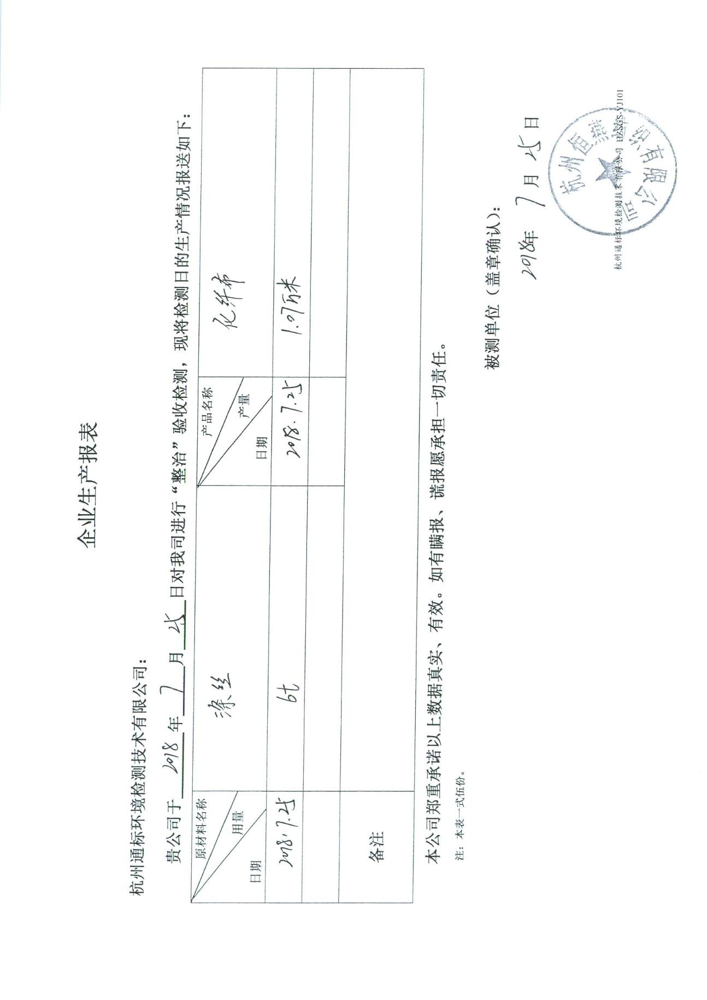 企业生产报表
杭州通标环境检测技术有限公司：
贵公司于 2018 年 7 月 25 日对我司进行“整治”验收检测，现将检测日的生产情况报送如下：
原材料名称 用量 日期 涤丝 产品名称 产量 日期 化纤布
2018.7.25 6t 2018.7.25 1.07万米
备注
本公司郑重承诺以上数据真实、有效。如有瞒报、谎报愿承担一切责任。
注：本表一式伍份。
被测单位（盖章确认）：
2018年 7 月 25 日
杭州恒燕 织有限公司
杭州通标环境检测技术有限公司 HZSGS-YJ101